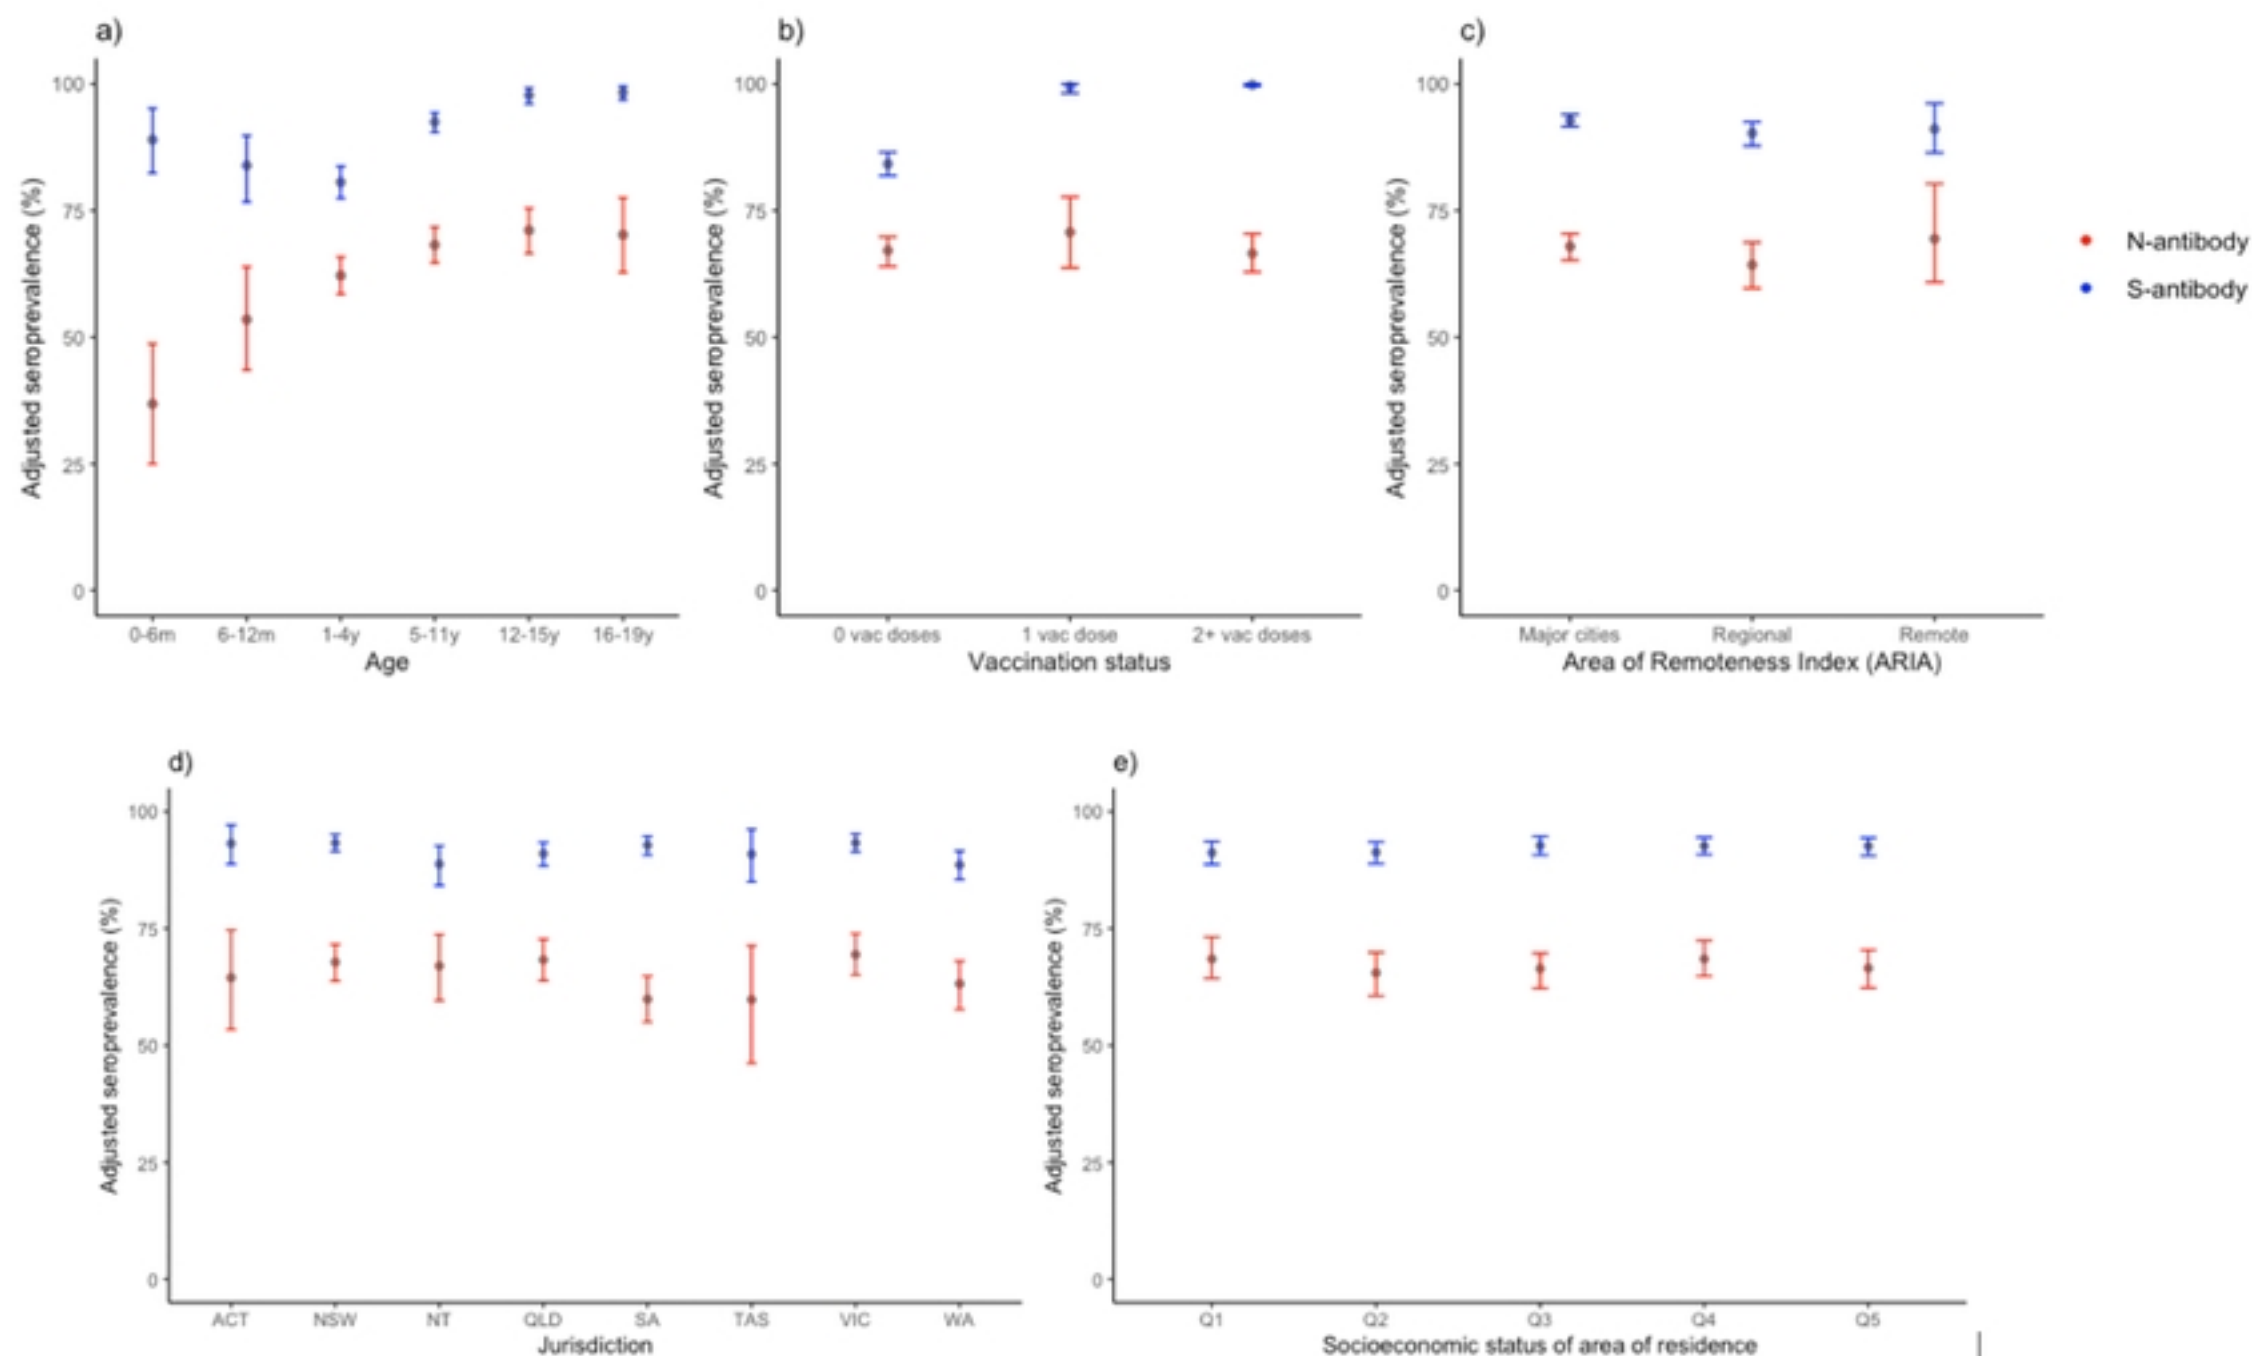 a)
100
75
50
25
0
Adjusted seroprevalence (%)
0-6m 6-12m 1-4y 5-11y 12-15y 16-19y
Age
b)
100
75
50
25
0
Adjusted seroprevalence (%)
0 vac doses 1 vac dose 2+ vac doses
Vaccination status
c)
100
75
50
25
0
Adjusted seroprevalence (%)
Major cities Regional Remote
Area of Remoteness Index (ARIA)
N-antibody
S-antibody
d)
100
75
50
25
0
Adjusted seroprevalence (%)
ACT NSW NT QLD SA TAS VIC WA
Jurisdiction
e)
100
75
50
25
0
Adjusted seroprevalence (%)
Q1 Q2 Q3 Q4 Q5
Socioeconomic status of area of residence